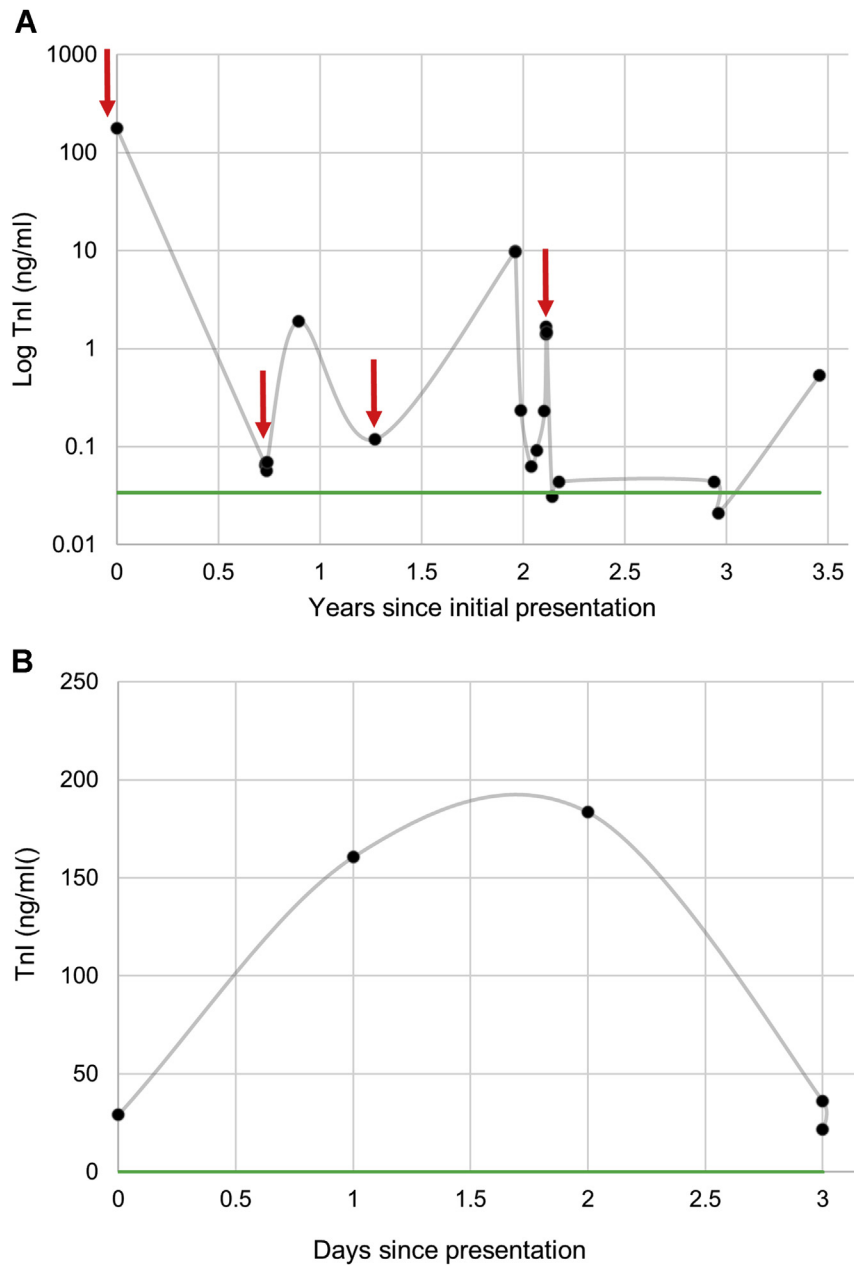 A
1000
100
10
1
0.1
0.01
Log TnI (ng/ml)
0 0.5 1 1.5 2 2.5 3 3.5
Years since initial presentation
B
250
200
150
100
50
0
TnI (ng/ml()
0 0.5 1 1.5 2 2.5 3
Days since presentation